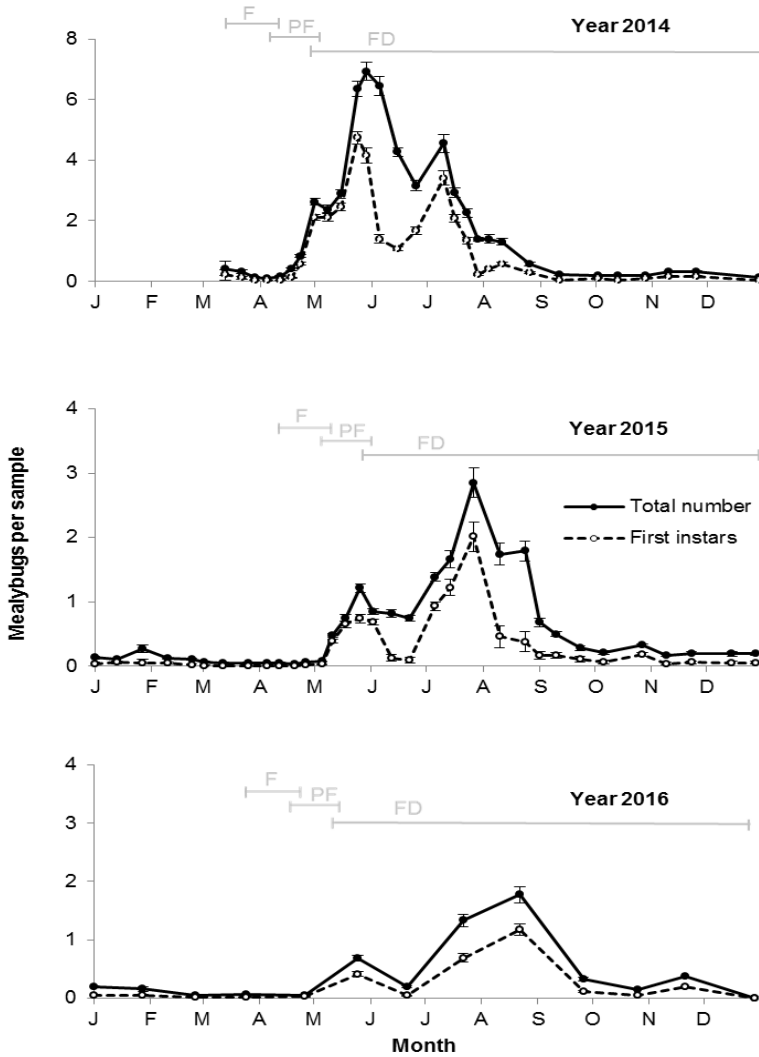 F
PF
FD
Year 2014
8
6
4
2
0
J F M A M J J A S O N D
Mealybugs per sample
F
PF
FD
Year 2015
4
3
2
1
0
Total number
First instars
J F M A M J J A S O N D
F
PF
FD
Year 2016
4
3
2
1
0
J F M A M J J A S O N D
Month